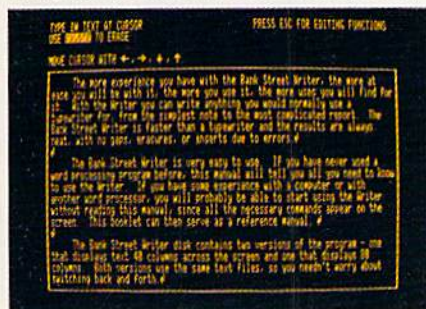 TYPE IN TEXT AT CURSOR PRESS ESC FOR EDITING FUNCTIONS
USE TO ERASE
MOVE CURSOR WITH ←,→,↓,↑
The more experience you have with the Bank Street Writer, the more at
ease you will be with it, the more you use it, the more uses you will find for
it. With the Writer you can write anything you would normally use a
typewriter for, from the simplest note to the most complicated report. The
Bank Street Writer is faster than a typewriter and the results are always
neat, with no gaps, erasures, or inserts due to errors.#
#
The Bank Street Writer is very easy to use. If you have never used a
word processing program before, this manual will tell you all you need to know
to use the Writer. If you have some experience with a computer or with
another word processor, you will probably be able to start using the Writer
without reading this manual, since all the necessary commands appear on the
screen. This booklet can then serve as a reference manual. #
#
The Bank Street Writer disk contains two versions of the program - one
that displays text 40 columns across the screen and one that displays 80
columns. Both versions use the same text files, so you needn't worry about
switching back and forth.#